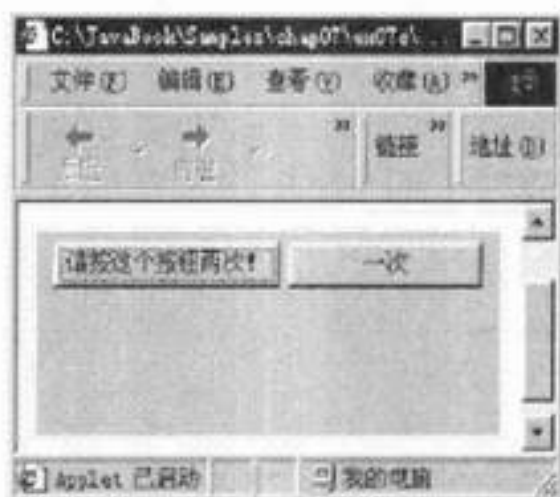 C:\JavaBook\Samples\chap07\ex07e\...
文件(F) 编辑(E) 查看(V) 收藏(A) »
» 链接 » 地址(D)
请按这个按钮两次! 一次
Applet 已启动 我的电脑